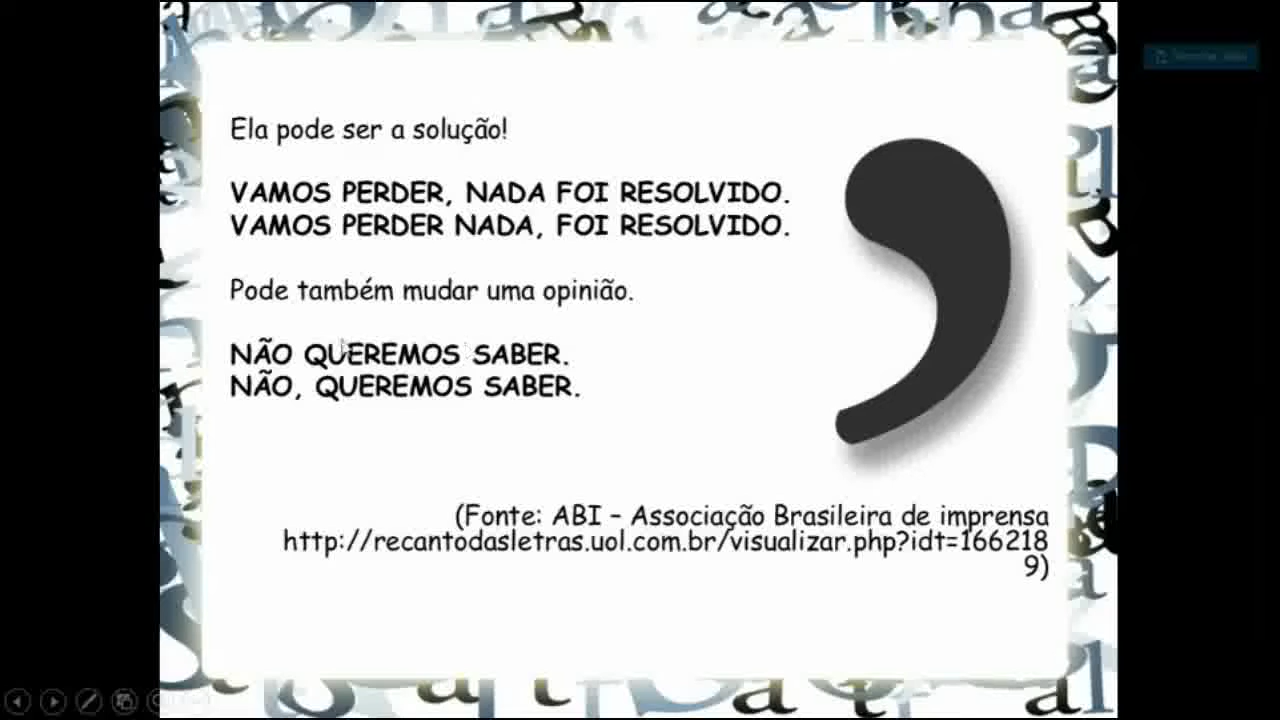 Ela pode ser a solução!
VAMOS PERDER, NADA FOI RESOLVIDO.
VAMOS PERDER NADA, FOI RESOLVIDO.
Pode também mudar uma opinião.
NÃO QUEREMOS SABER.
NÃO, QUEREMOS SABER.
(Fonte: ABI – Associação Brasileira de imprensa
http://recantodasletras.uol.com.br/visualizar.php?idt=166218
9)